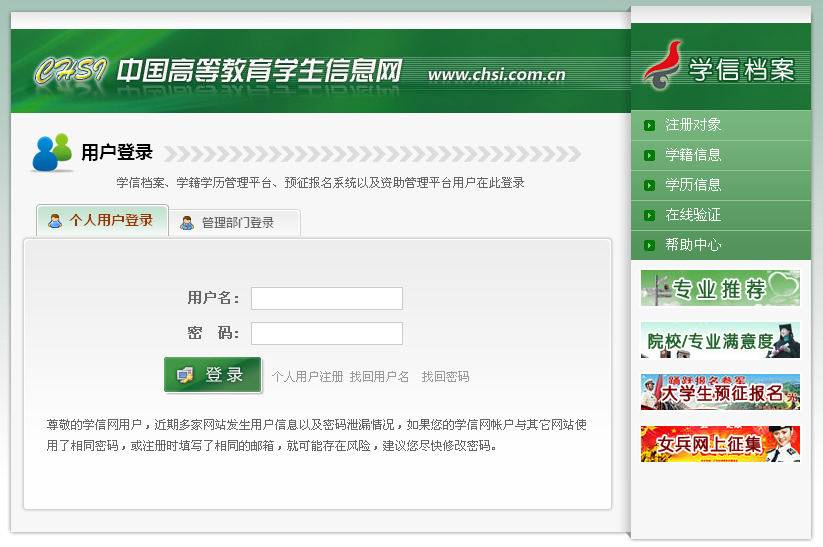 CHSI 中国高等教育学生信息网 www.chsi.com.cn
用户登录
学信档案、学籍学历管理平台、预征报名系统以及资助管理平台用户在此登录
个人用户登录 管理部门登录
用户名：
密 码：
登 录 个人用户注册 找回用户名 找回密码
尊敬的学信网用户，近期多家网站发生用户信息以及密码泄漏情况，如果您的学信网帐户与其它网站使
用了相同密码，或注册时填写了相同的邮箱，就可能存在风险，建议您尽快修改密码。
学信档案
注册对象
学籍信息
学历信息
在线验证
帮助中心
专业推荐
院校/专业满意度
踊跃报名参军
大学生预征报名
女兵网上征集